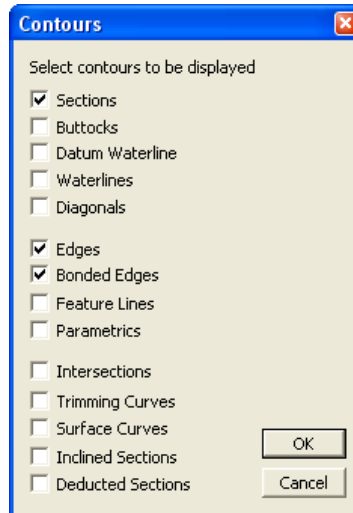 Contours
Select contours to be displayed
Sections
Buttocks
Datum Waterline
Waterlines
Diagonals
Edges
Bonded Edges
Feature Lines
Parametrics
Intersections
Trimming Curves
Surface Curves
Inclined Sections
Deducted Sections
OK
Cancel